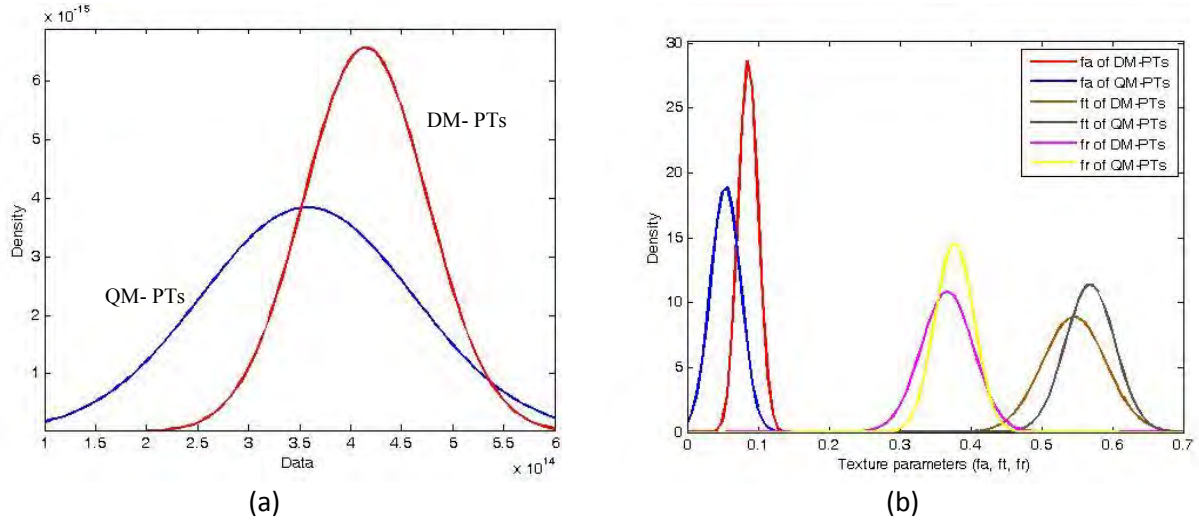 × 10⁻¹⁵
6
5
4
3
2
1
Density
DM- PTs
QM- PTs
1 1.5 2 2.5 3 3.5 4 4.5 5 5.5 6
Data
× 10¹⁴
(a)
30
25
20
15
10
5
0
Density
fa of DM-PTs
fa of QM-PTs
ft of DM-PTs
ft of QM-PTs
fr of DM-PTs
fr of QM-PTs
0 0.1 0.2 0.3 0.4 0.5 0.6 0.7
Texture parameters (fa, ft, fr)
(b)